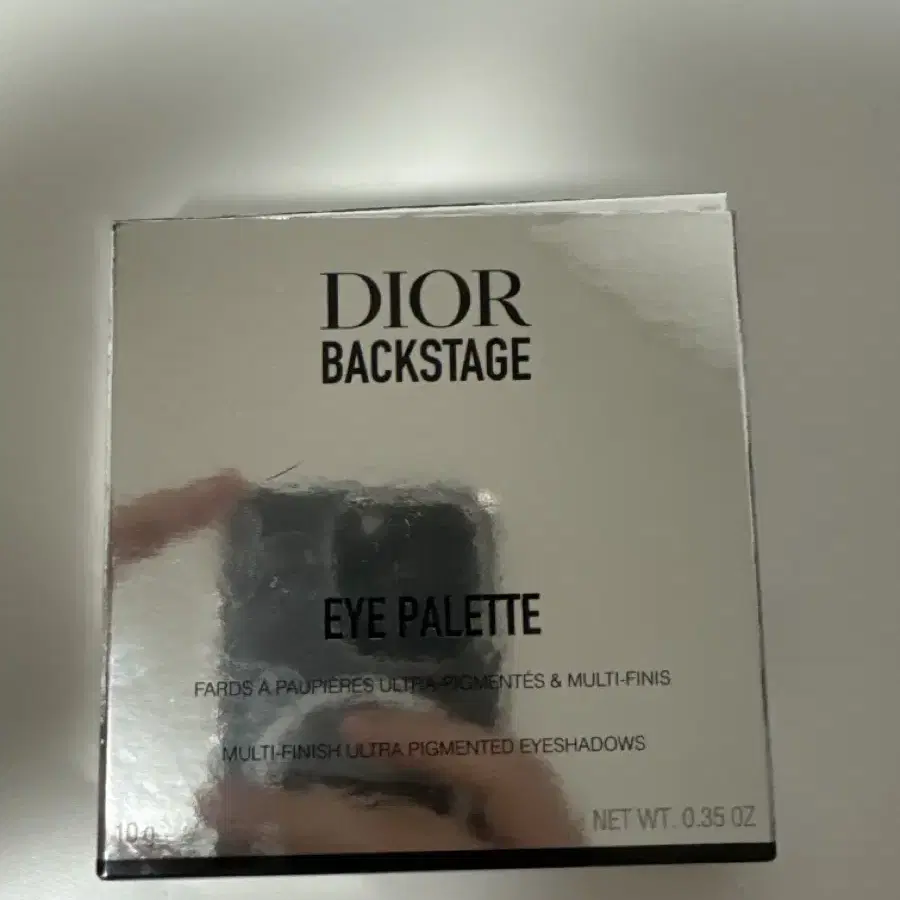 DIOR
BACKSTAGE
EYE PALETTE
FARDS À PAUPIÈRES ULTRA-PIGMENTÉS & MULTI-FINIS
MULTI-FINISH ULTRA PIGMENTED EYESHADOWS
10 g
NET WT. 0.35 OZ